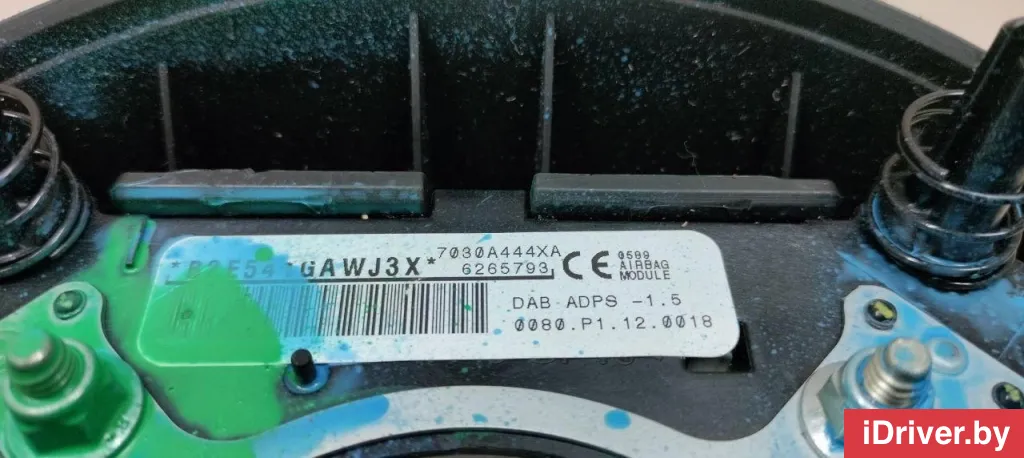 GAWJ3X*
7030A444XA
6265793
CE
0589
AIRBAG
MODULE
DAB ADPS -1.5
0080.P1.12.0018
iDriver.by